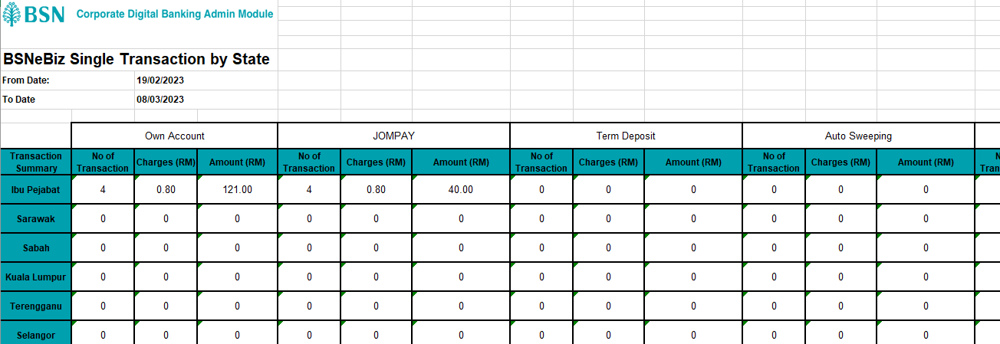 BSN Corporate Digital Banking Admin Module
BSNeBiz Single Transaction by State
From Date: 19/02/2023
To Date 08/03/2023
Own Account JOMPAY Term Deposit Auto Sweeping
Transaction Summary No of Transaction Charges (RM) Amount (RM) No of Transaction Charges (RM) Amount (RM) No of Transaction Charges (RM) Amount (RM) No of Transaction Charges (RM) Amount (RM)
Ibu Pejabat 4 0.80 121.00 4 0.80 40.00 0 0 0 0 0 0
Sarawak 0 0 0 0 0 0 0 0 0 0 0 0
Sabah 0 0 0 0 0 0 0 0 0 0 0 0
Kuala Lumpur 0 0 0 0 0 0 0 0 0 0 0 0
Terengganu 0 0 0 0 0 0 0 0 0 0 0 0
Selangor 0 0 0 0 0 0 0 0 0 0 0 0